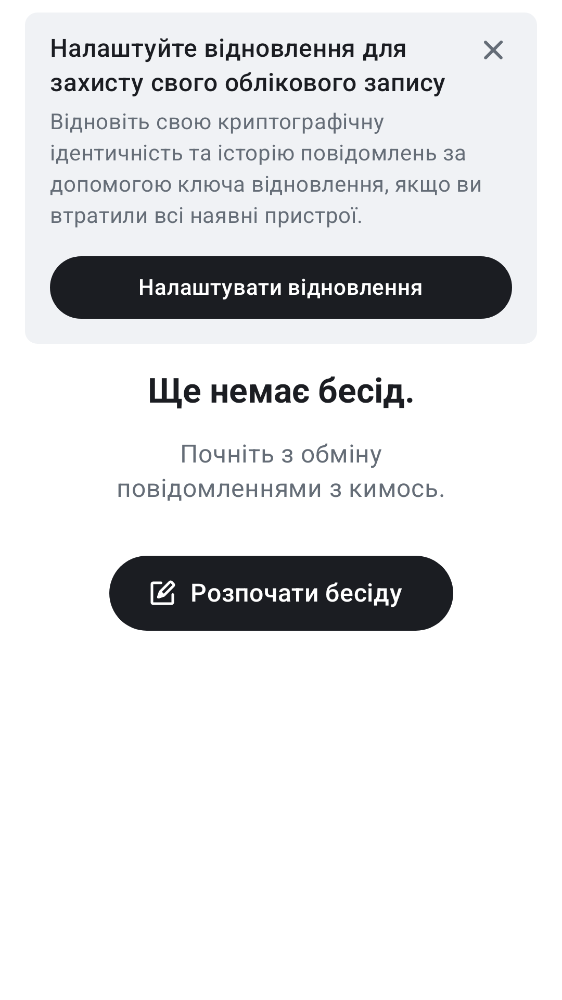 Налаштуйте відновлення для
захисту свого облікового запису
Відновіть свою криптографічну
ідентичність та історію повідомлень за
допомогою ключа відновлення, якщо ви
втратили всі наявні пристрої.
Налаштувати відновлення
Ще немає бесід.
Почніть з обміну
повідомленнями з кимось.
Розпочати бесіду